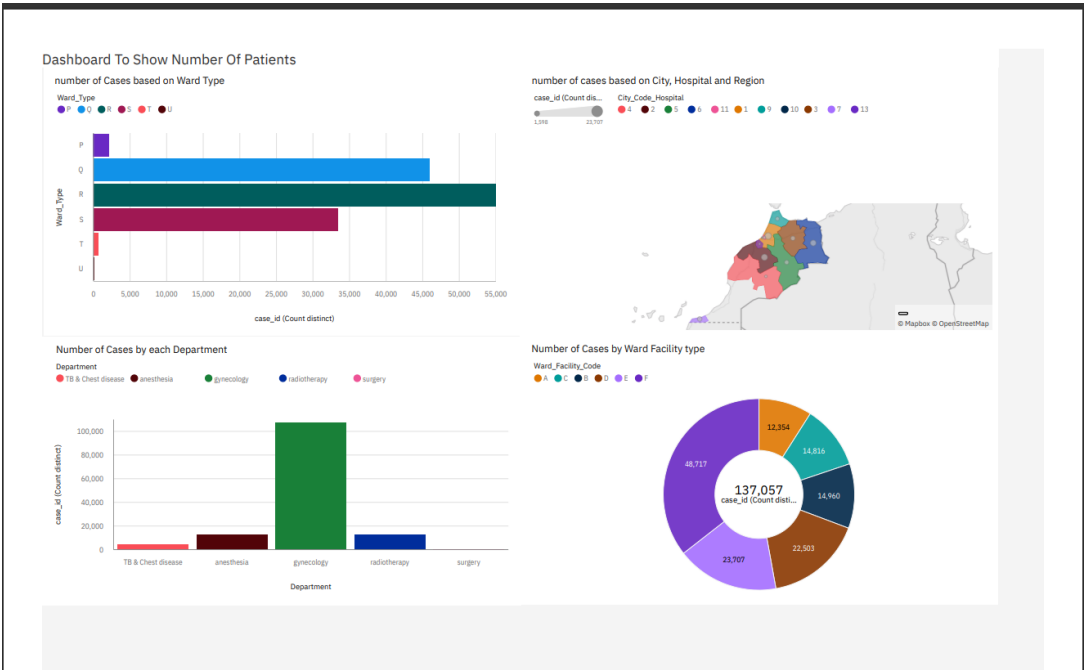 Dashboard To Show Number Of Patients
number of Cases based on Ward Type
Ward_Type
P Q R S T U
P
Q
R
S
T
U
Ward_Type
0 5,000 10,000 15,000 20,000 25,000 30,000 35,000 40,000 45,000 50,000 55,000
case_id (Count distinct)
number of cases based on City, Hospital and Region
case_id (Count dis... City_Code_Hospital
4 2 5 6 11 1 9 10 3 7 13
1,598 23,707
© Mapbox © OpenStreetMap
Number of Cases by each Department
Department
TB & Chest disease anesthesia gynecology radiotherapy surgery
100,000
80,000
60,000
40,000
20,000
0
case_id (Count distinct)
TB & Chest disease anesthesia gynecology radiotherapy surgery
Department
Number of Cases by Ward Facility type
Ward_Facility_Code
A C B D E F
12,354
14,816
48,717
137,057
case_id (Count disti...
14,960
22,503
23,707